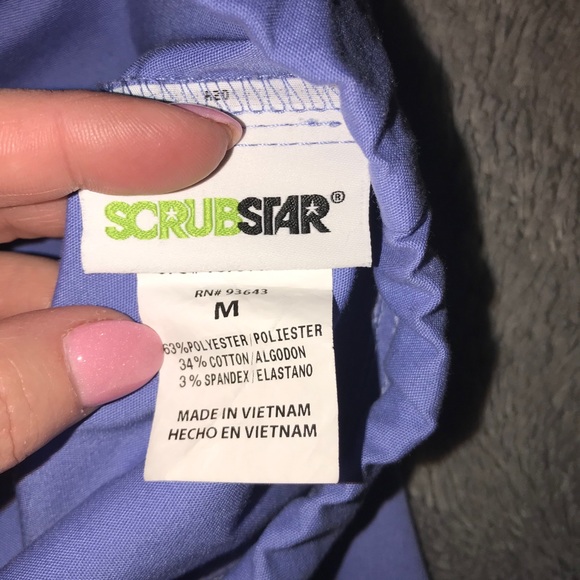 SCRUBSTAR®
RN# 93643
M
63%POLYESTER/POLIESTER
34% COTTON/ALGODON
3% SPANDEX/ELASTANO
MADE IN VIETNAM
HECHO EN VIETNAM